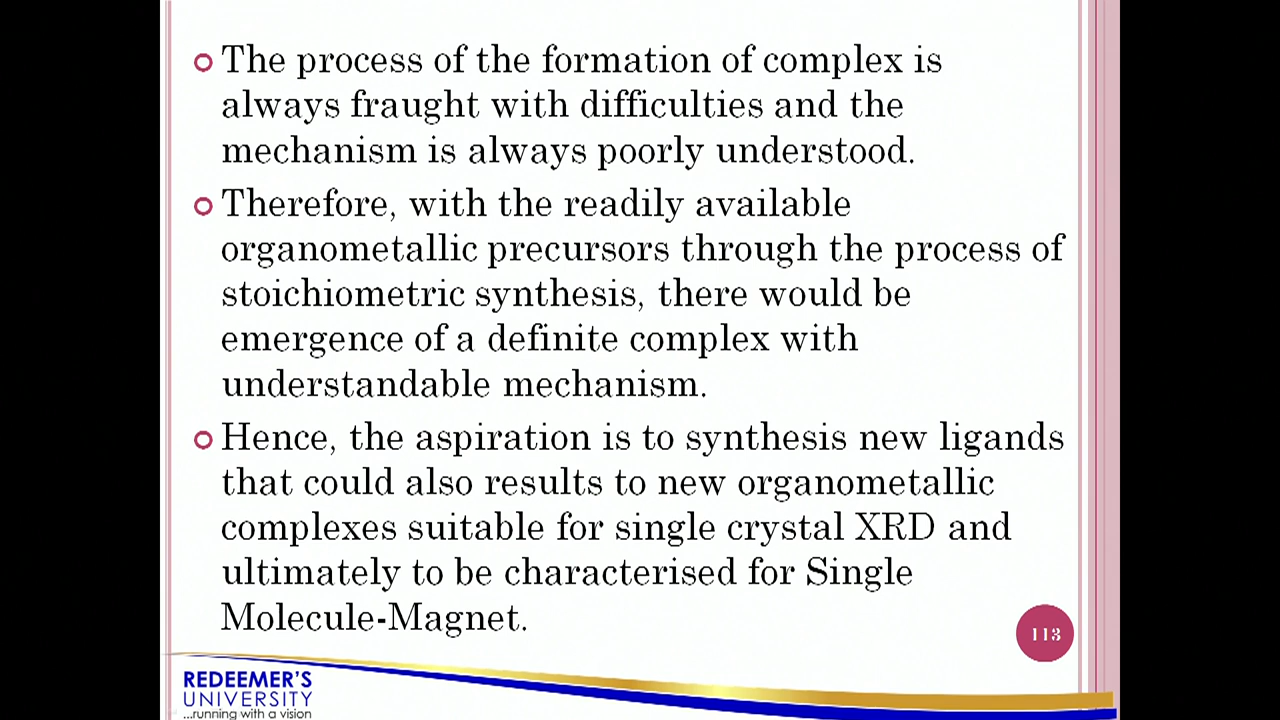 The process of the formation of complex is
always fraught with difficulties and the
mechanism is always poorly understood.
Therefore, with the readily available
organometallic precursors through the process of
stoichiometric synthesis, there would be
emergence of a definite complex with
understandable mechanism.
Hence, the aspiration is to synthesis new ligands
that could also results to new organometallic
complexes suitable for single crystal XRD and
ultimately to be characterised for Single
Molecule-Magnet.
113
REDEEMER'S
UNIVERSITY
...running with a vision